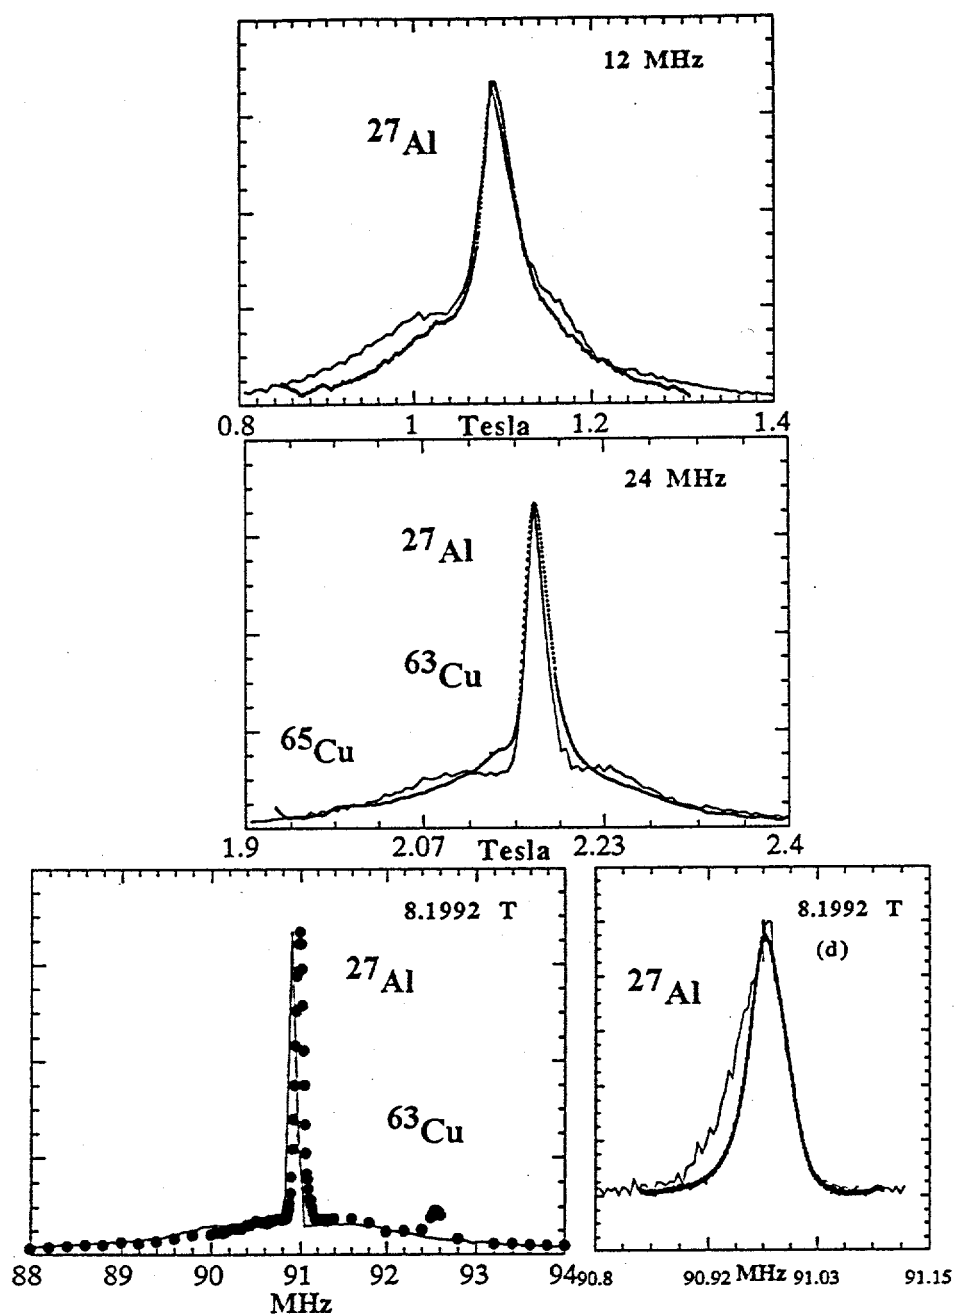 12 MHz
27Al
0.8 1 Tesla 1.2 1.4
24 MHz
27Al
63Cu
65Cu
1.9 2.07 Tesla 2.23 2.4
8.1992 T
27Al
63Cu
88 89 90 91 92 93 94
MHz
8.1992 T
(d)
27Al
90.8 90.92 MHz 91.03 91.15